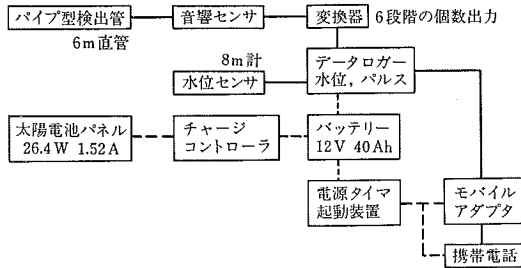 パイプ型検出管
音響センサ
変換器
6段階の個数出力
6m直管
8m計
水位センサ
データロガー
水位，パルス
太陽電池パネル
26.4W 1.52A
チャージ
コントローラ
バッテリー
12V 40Ah
電源タイマ
起動装置
モバイル
アダプタ
携帯電話